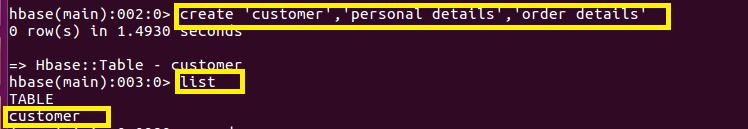 hbase(main):002:0> create 'customer','personal details','order details'
0 row(s) in 1.4930 seconds
=> Hbase::Table - customer
hbase(main):003:0> list
TABLE
customer